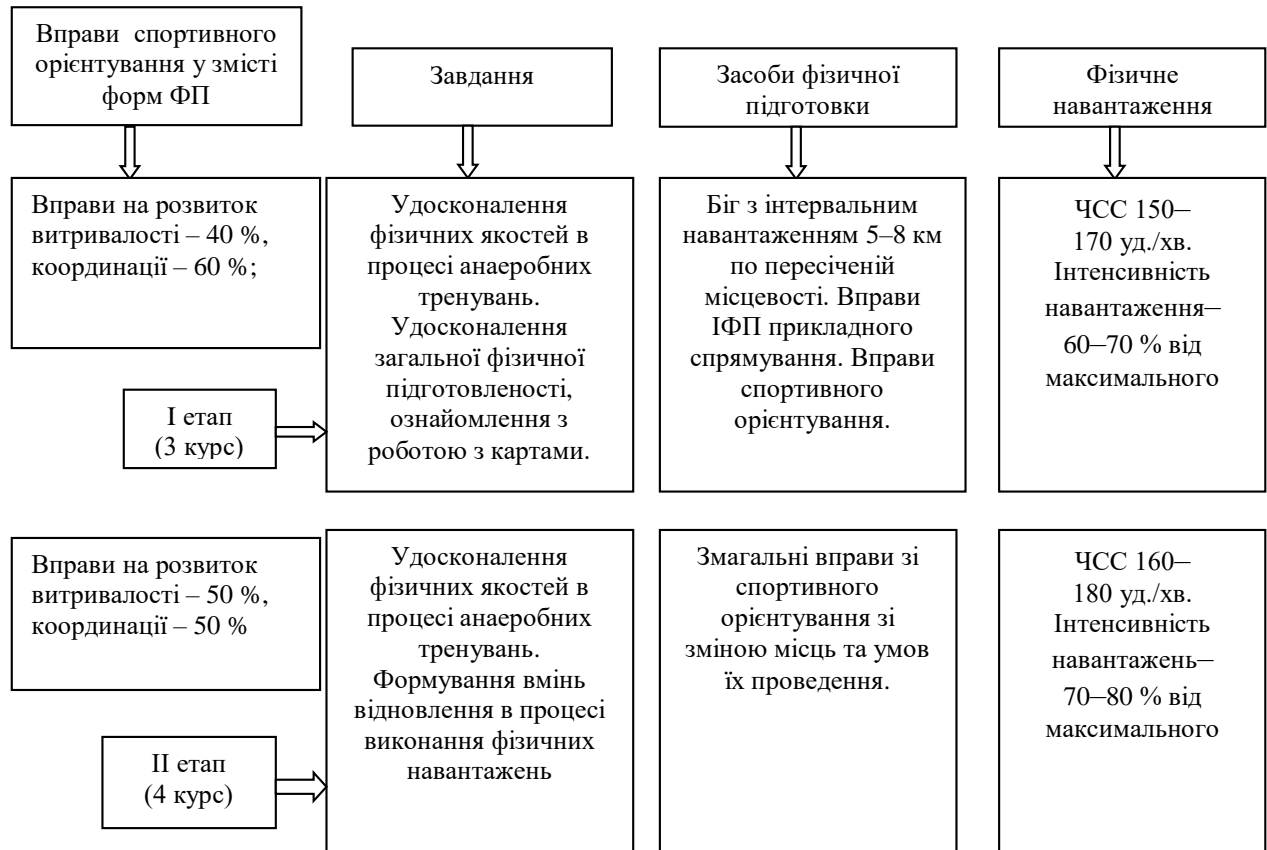 Вправи спортивного
орієнтування у змісті
форм ФП
Завдання
Засоби фізичної
підготовки
Фізичне
навантаження
Вправи на розвиток
витривалості – 40 %,
координації – 60 %;
Удосконалення
фізичних якостей в
процесі анаеробних
тренувань.
Удосконалення
загальної фізичної
підготовленості,
ознайомлення з
роботою з картами.
Біг з інтервальним
навантаженням 5–8 км
по пересіченій
місцевості. Вправи
ІФП прикладного
спрямування. Вправи
спортивного
орієнтування.
ЧСС 150–
170 уд./хв.
Інтенсивність
навантаження–
60–70 % від
максимального
І етап
(3 курс)
Вправи на розвиток
витривалості – 50 %,
координації – 50 %
Удосконалення
фізичних якостей в
процесі анаеробних
тренувань.
Формування вмінь
відновлення в процесі
виконання фізичних
навантажень
Змагальні вправи зі
спортивного
орієнтування зі
зміною місць та умов
їх проведення.
ЧСС 160–
180 уд./хв.
Інтенсивність
навантажень–
70–80 % від
максимального
ІІ етап
(4 курс)